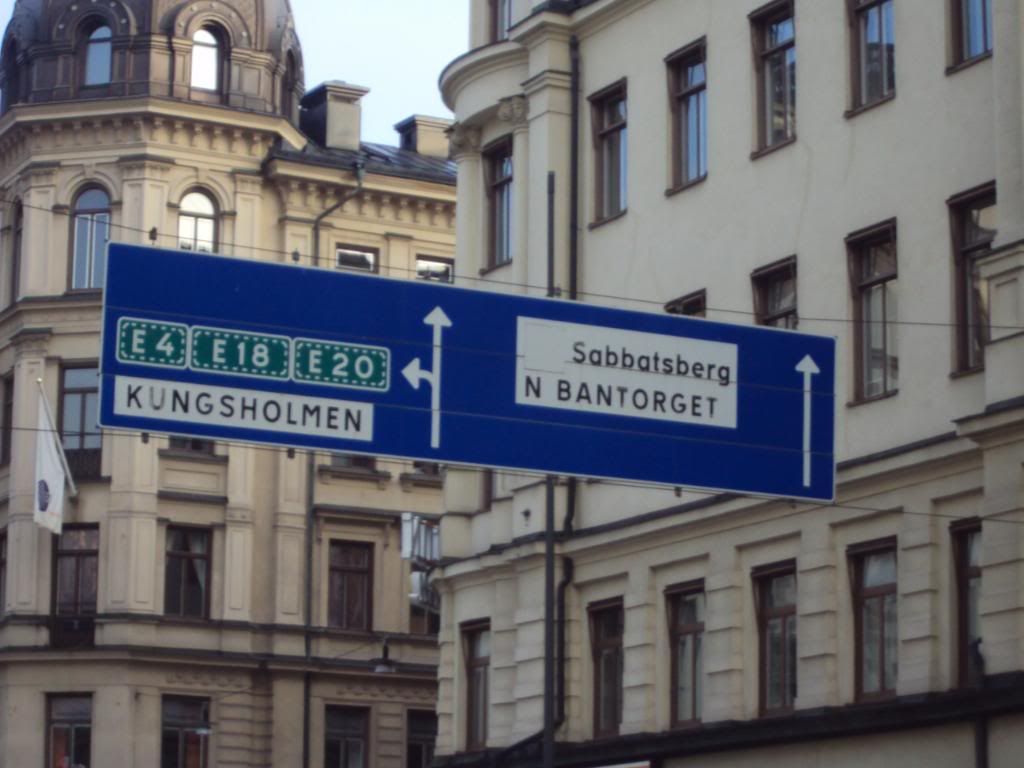 E4 E18 E20
KUNGSHOLMEN
Sabbatsberg
N BANTORGET